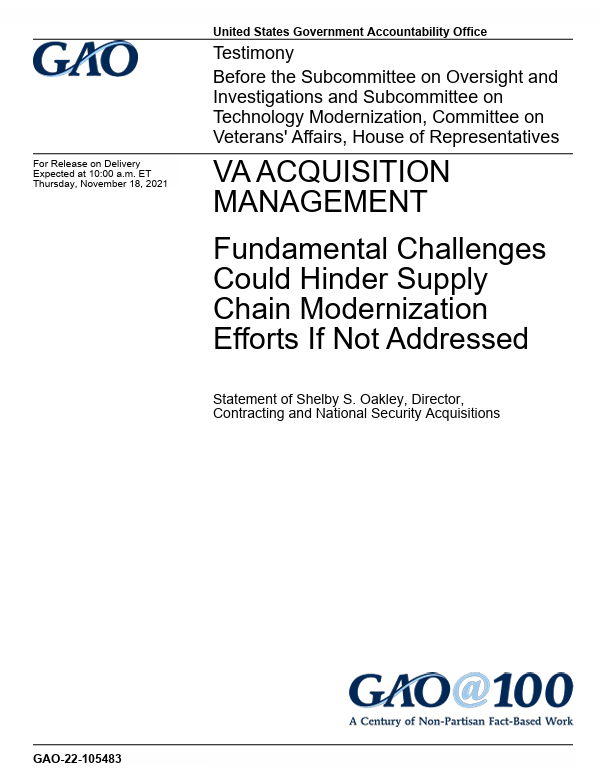 United States Government Accountability Office
GAO
Testimony
Before the Subcommittee on Oversight and
Investigations and Subcommittee on
Technology Modernization, Committee on
Veterans' Affairs, House of Representatives
For Release on Delivery
Expected at 10:00 a.m. ET
Thursday, November 18, 2021
VA ACQUISITION
MANAGEMENT
Fundamental Challenges
Could Hinder Supply
Chain Modernization
Efforts If Not Addressed
Statement of Shelby S. Oakley, Director,
Contracting and National Security Acquisitions
GAO@100
A Century of Non-Partisan Fact-Based Work
GAO-22-105483